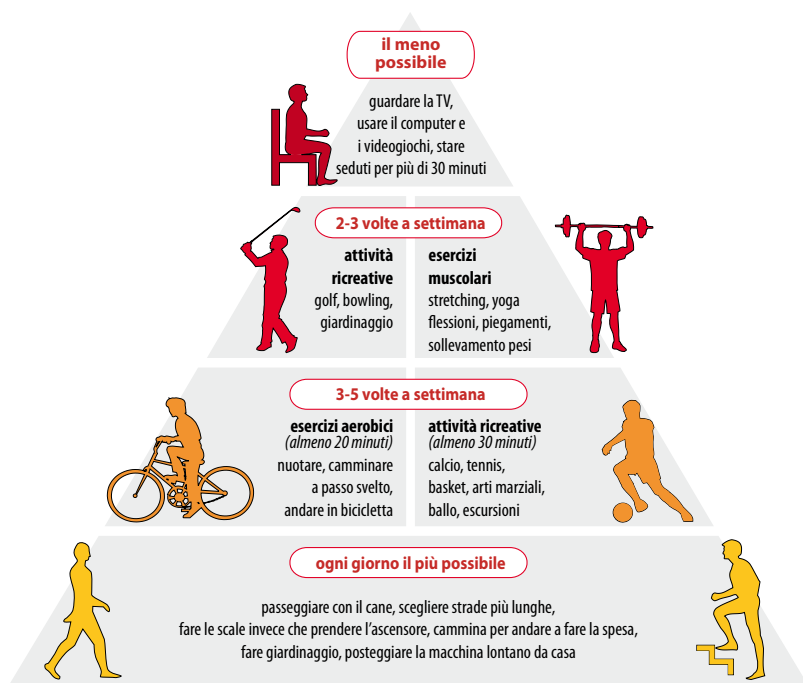 il meno
possibile
guardare la TV,
usare il computer e
i videogiochi, stare
seduti per più di 30 minuti
2-3 volte a settimana
attività
ricreative
golf, bowling,
giardinaggio
esercizi
muscolari
stretching, yoga
flessioni, piegamenti,
sollevamento pesi
3-5 volte a settimana
esercizi aerobici
(almeno 20 minuti)
nuotare, camminare
a passo svelto,
andare in bicicletta
attività ricreative
(almeno 30 minuti)
calcio, tennis,
basket, arti marziali,
ballo, escursioni
ogni giorno il più possibile
passeggiare con il cane, scegliere strade più lunghe,
fare le scale invece che prendere l'ascensore, cammina per andare a fare la spesa,
fare giardinaggio, posteggiare la macchina lontano da casa